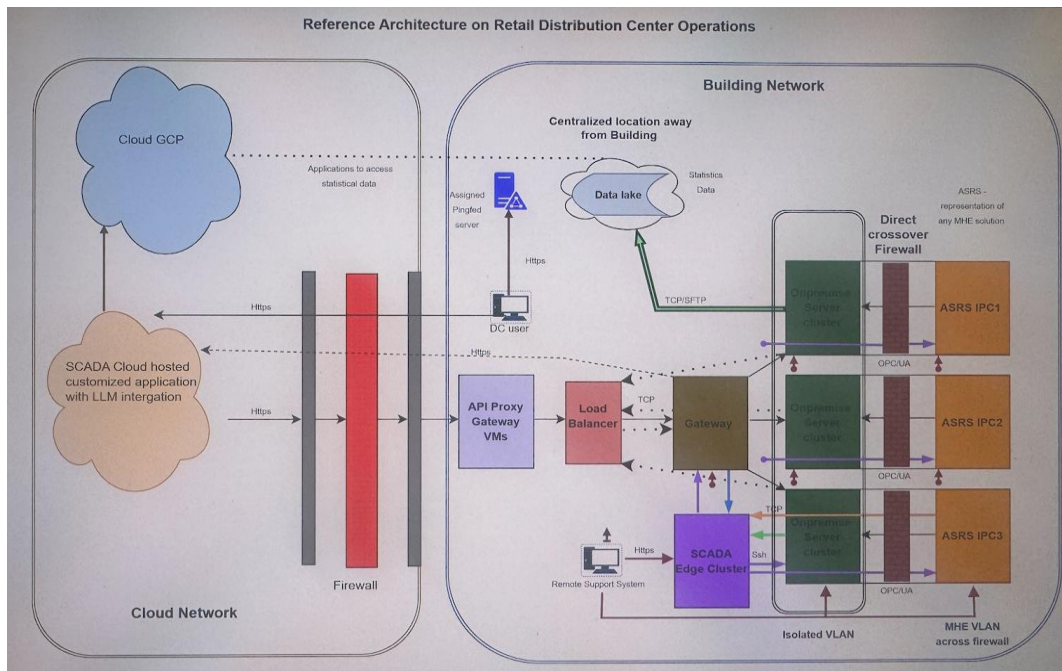 Reference Architecture on Retail Distribution Center Operations
Building Network
Cloud GCP
Centralized location away
from Building
Applications to access
statistical data
Assigned
Pingfed
server
Data lake
Statistics
Data
ASRS -
representation of
any MHE solution
Direct
crossover
Firewall
Https
TCP/SFTP
Onpremise
Server
cluster
ASRS IPC1
Https
DC user
OPC/UA
Https
SCADA Cloud hosted
customized application
with LLM intergation
Https
API Proxy
Gateway
VMs
Load
Balancer
TCP
Gateway
Onpremise
Server
cluster
ASRS IPC2
OPC/UA
TCP
Onpremise
Server
cluster
ASRS IPC3
Https
SCADA
Edge Cluster
Ssh
Remote Support System
OPC/UA
Firewall
Cloud Network
Isolated VLAN
MHE VLAN
across firewall